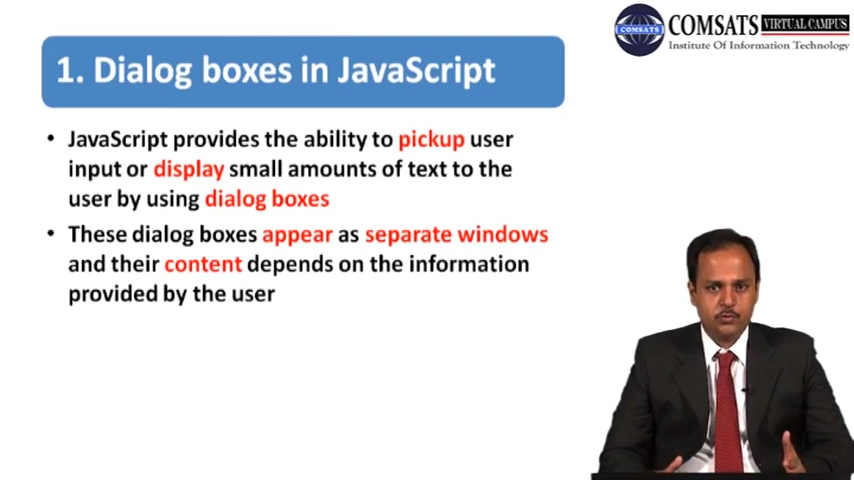 COMSATS VIRTUAL CAMPUS
COMSATS
Institute Of Information Technology
1. Dialog boxes in JavaScript
• JavaScript provides the ability to pickup user
input or display small amounts of text to the
user by using dialog boxes
• These dialog boxes appear as separate windows
and their content depends on the information
provided by the user